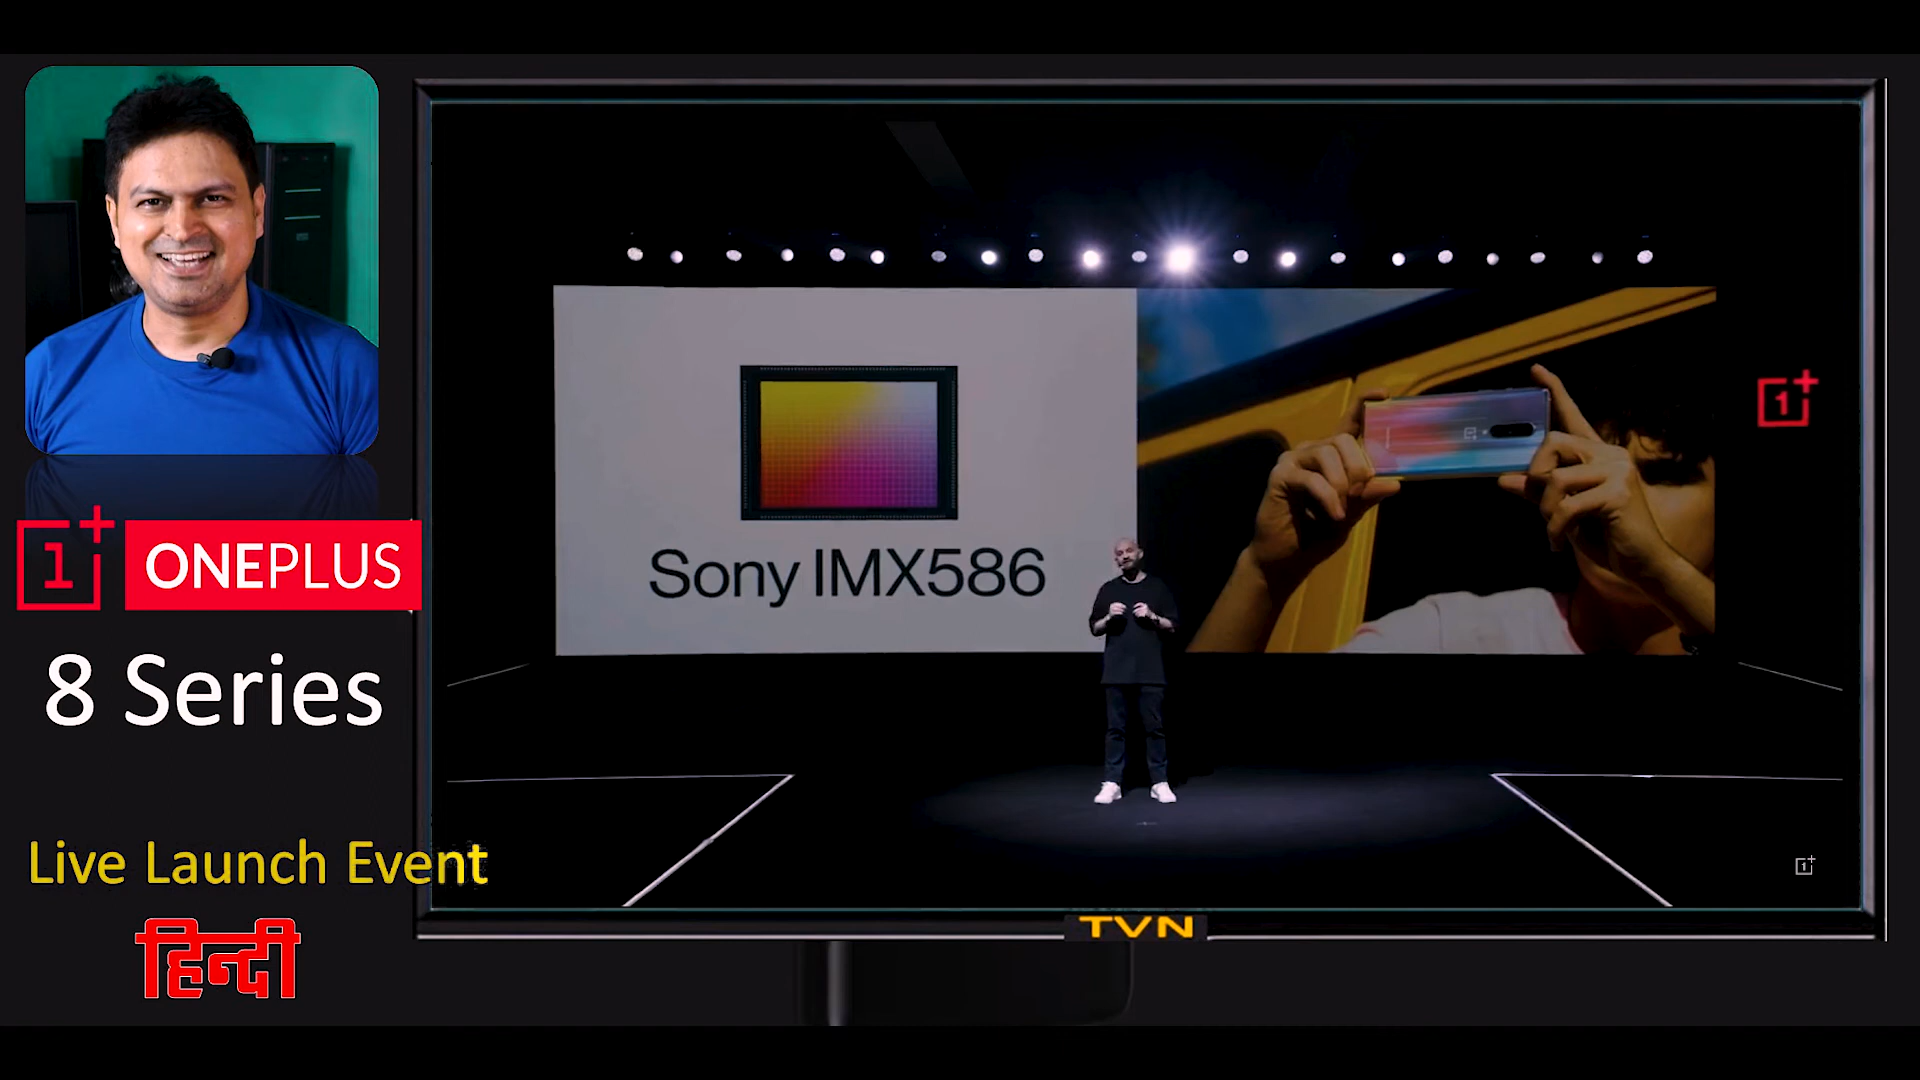 ONEPLUS
8 Series
Live Launch Event
हिन्दी
Sony IMX586
TVN